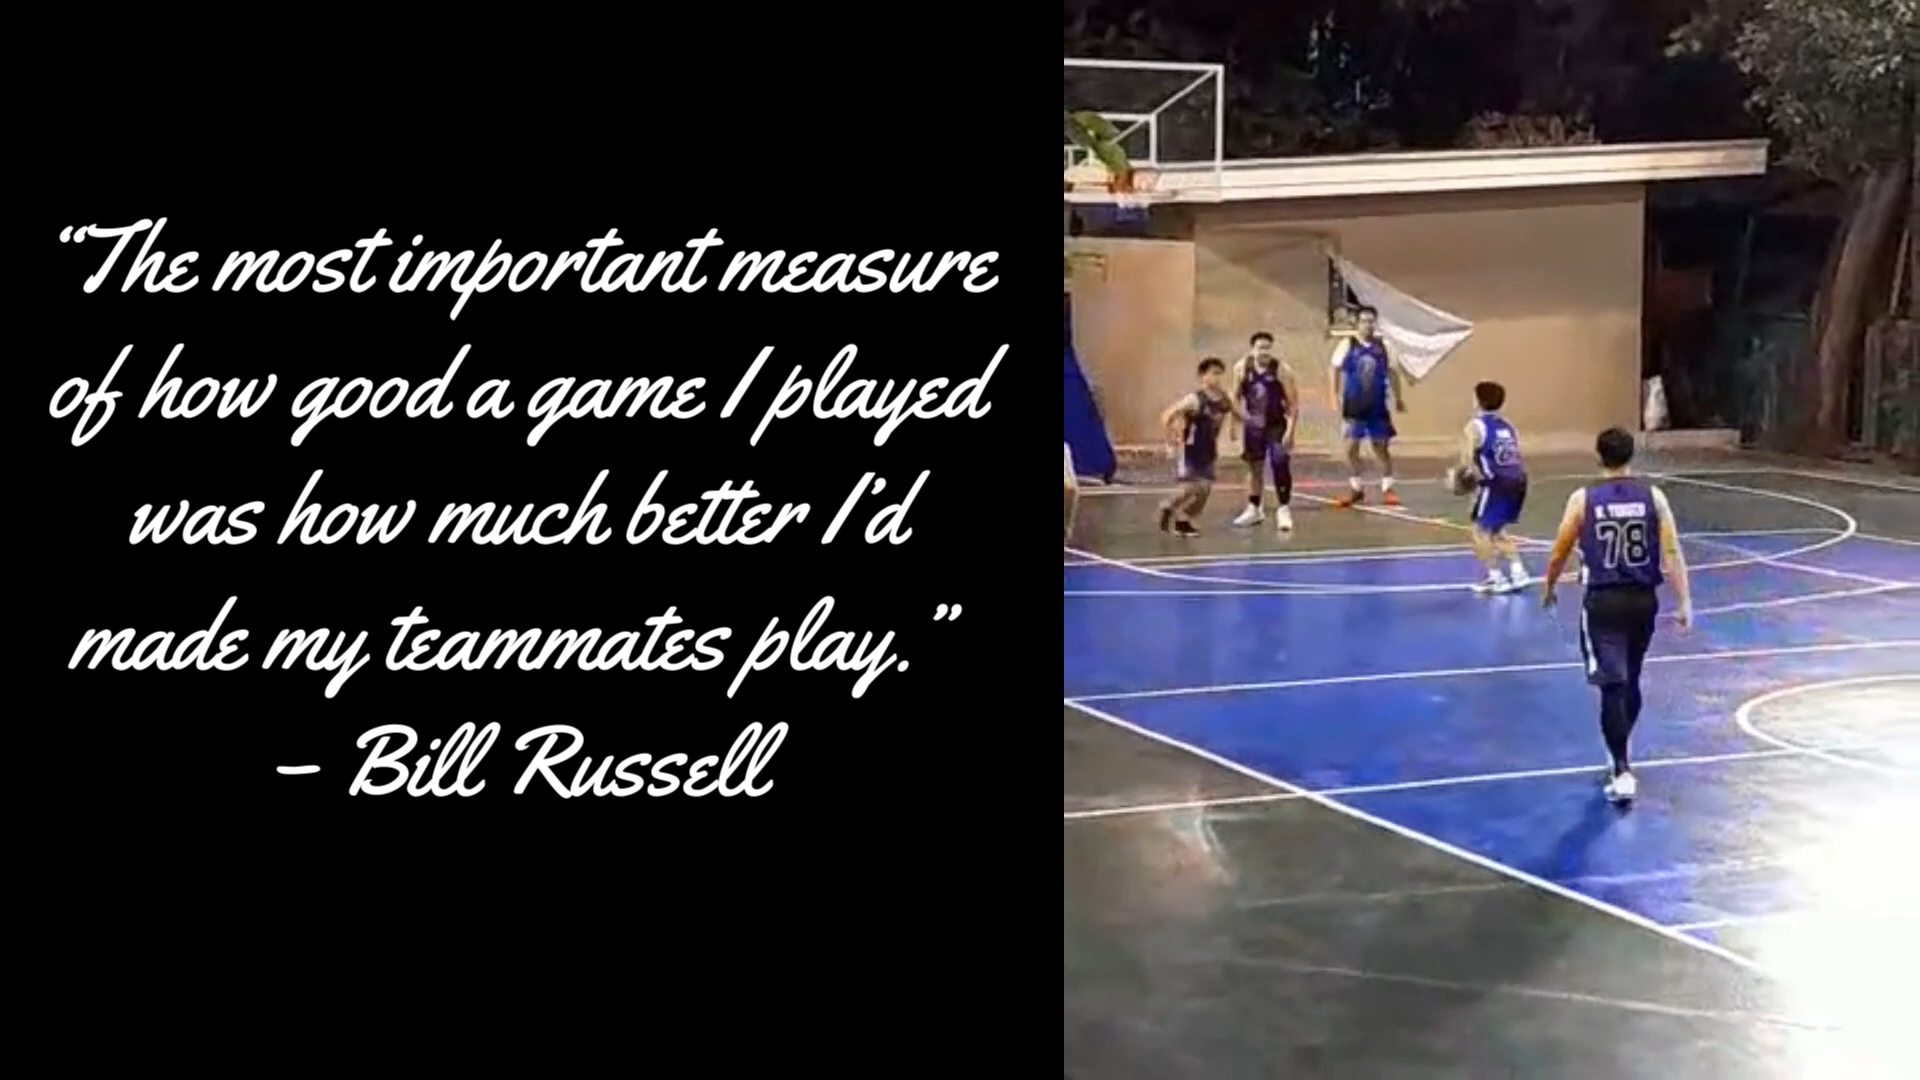 “The most important measure
of how good a game I played
was how much better I’d
made my teammates play.”
– Bill Russell
78